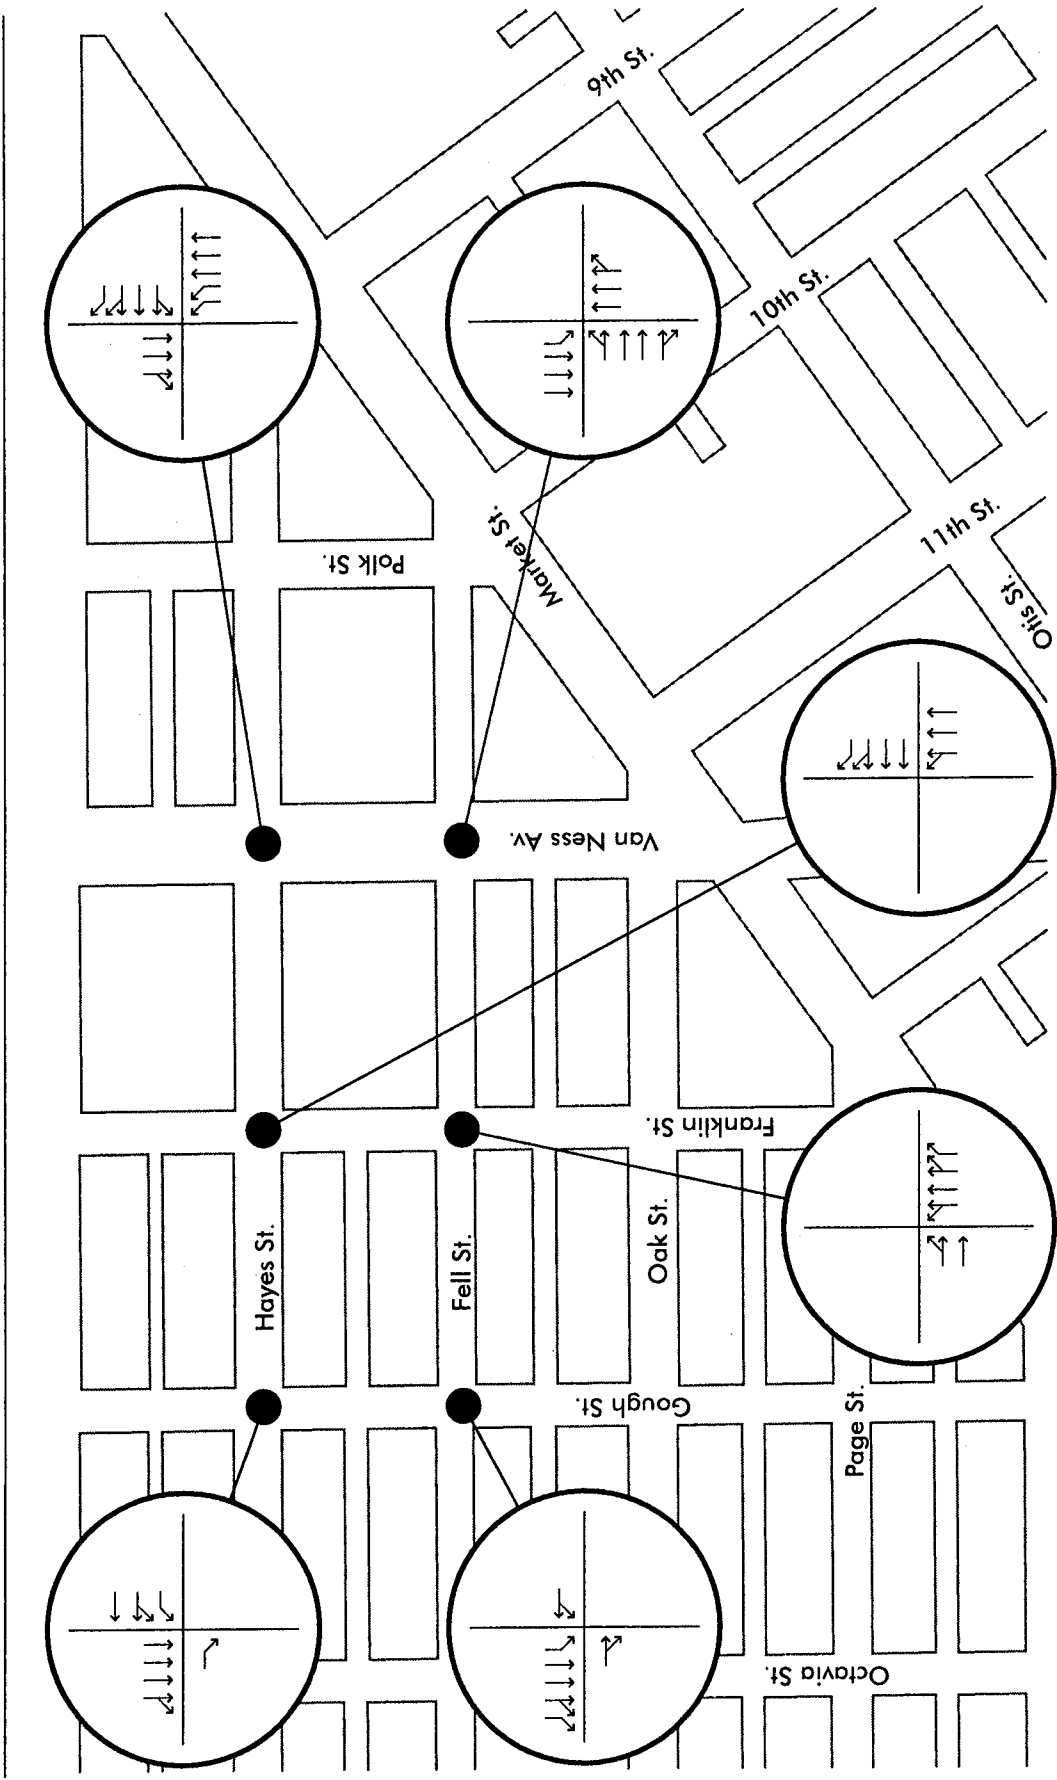 9th St.
10th St.
11th St.
Market St.
Polk St.
Otis St.
Van Ness Av.
Franklin St.
Hayes St.
Fell St.
Oak St.
Gough St.
Page St.
Octavia St.